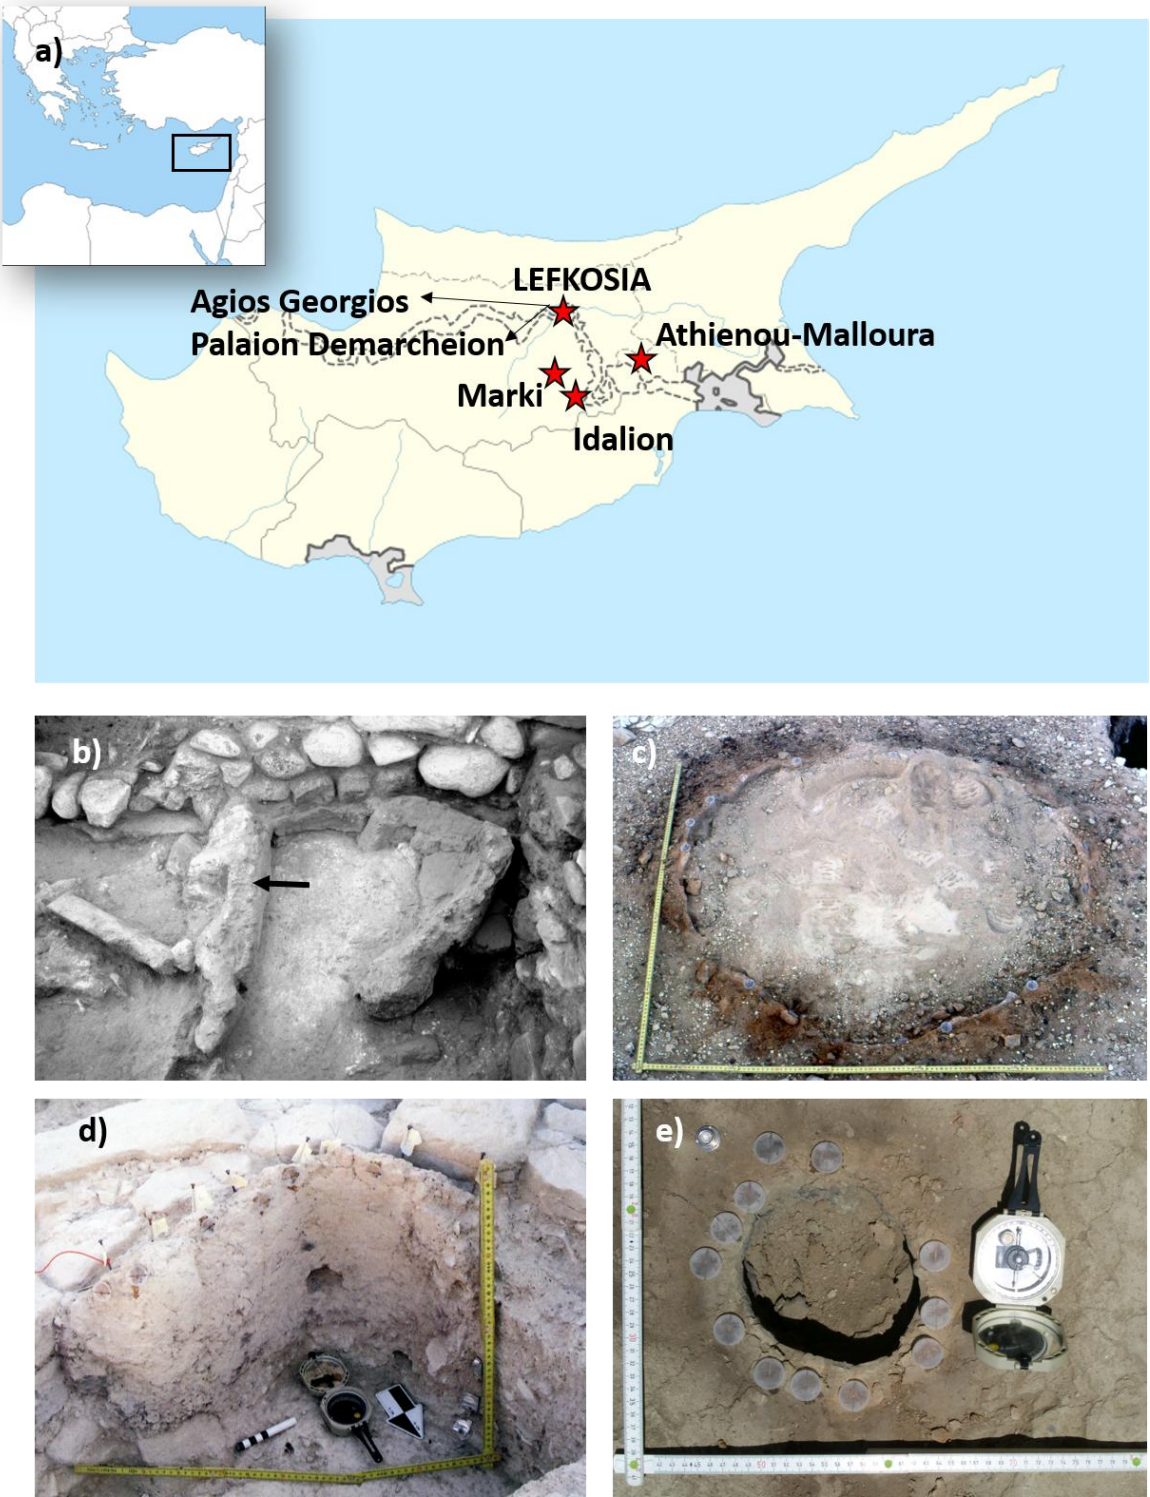 a)
LEFKOSIA
Agios Georgios
Athienou-Malloura
Palaion Demarcheion
Marki
Idalion
b)
c)
d)
e)